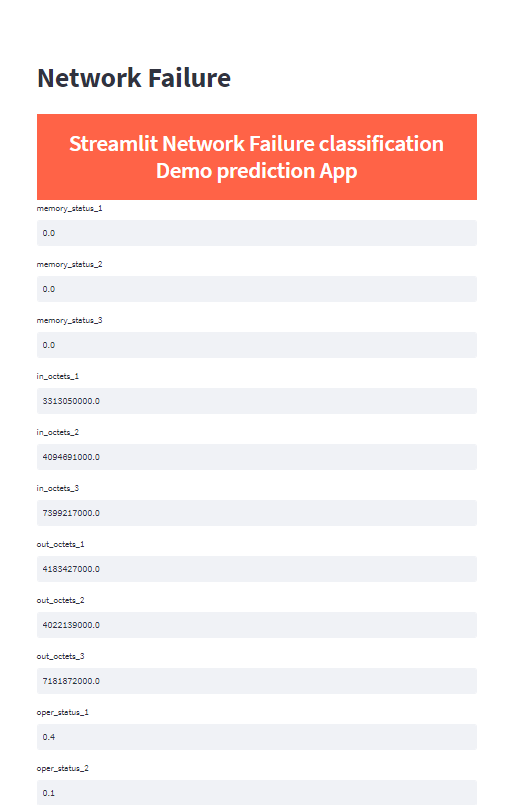 Network Failure
Streamlit Network Failure classification
Demo prediction App
memory_status_1
0.0
memory_status_2
0.0
memory_status_3
0.0
in_octets_1
3313050000.0
in_octets_2
4094691000.0
in_octets_3
7399217000.0
out_octets_1
4183427000.0
out_octets_2
4022139000.0
out_octets_3
7181872000.0
oper_status_1
0.4
oper_status_2
0.1